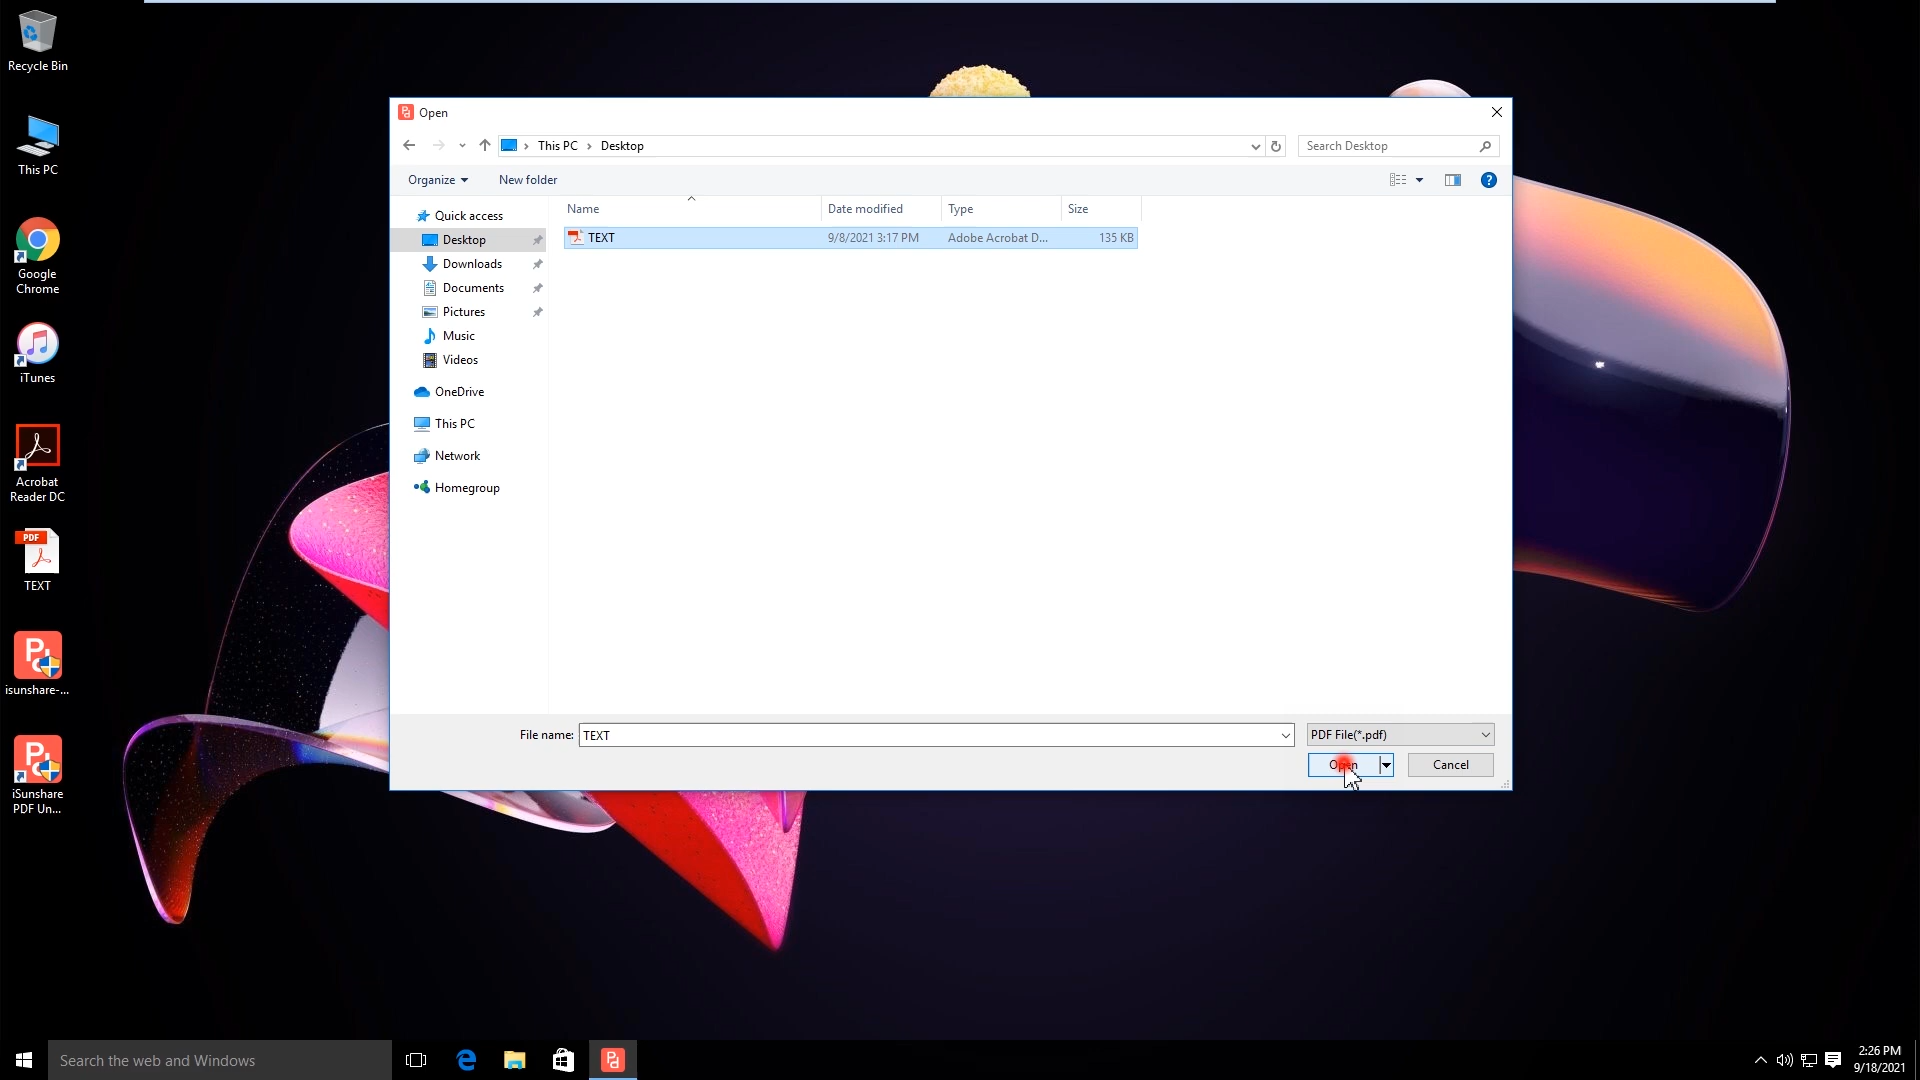 Recycle Bin
This PC
Google
Chrome
iTunes
Acrobat
Reader DC
PDF
TEXT
isunshare-...
iSunshare
PDF Un...
Open
This PC
Desktop
Search Desktop
Organize
New folder
Quick access
Desktop
Downloads
Documents
Pictures
Music
Videos
OneDrive
This PC
Network
Homegroup
Name
Date modified
Type
Size
TEXT
9/8/2021 3:17 PM
Adobe Acrobat D...
135 KB
File name:
TEXT
PDF File(*.pdf)
Open
Cancel
Search the web and Windows
2:26 PM
9/18/2021